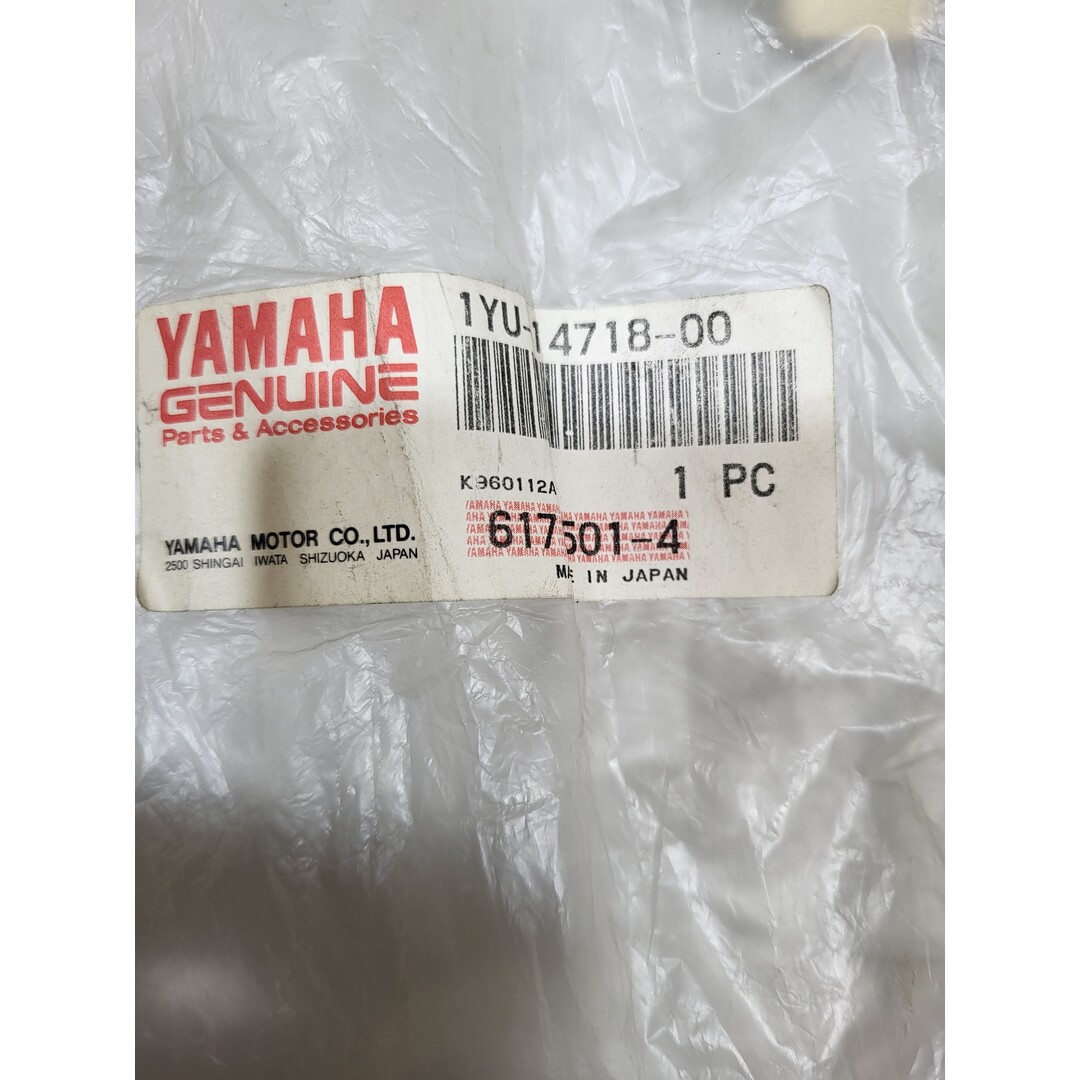 YAMAHA
GENUINE
Parts & Accessories
YAMAHA MOTOR CO., LTD.
2500 SHINGAI IWATA SHIZUOKA JAPAN
1YU-14718-00
K960112A
1 PC
617501-4
IN JAPAN